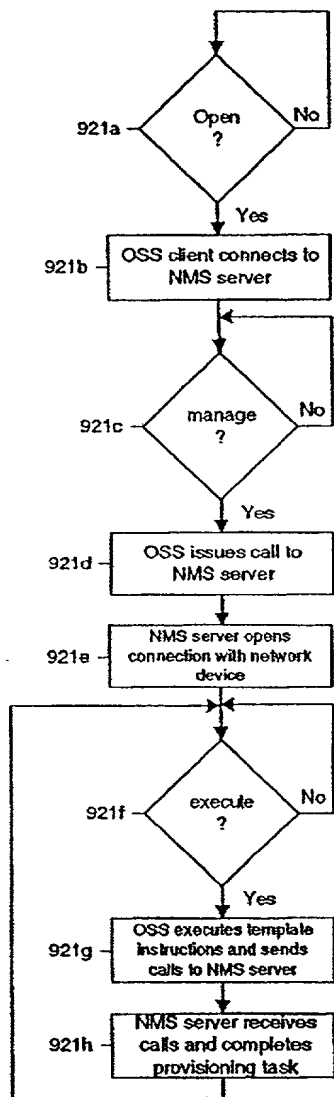 Open
?
No
921a
Yes
921b
OSS client connects to
NMS server
manage
?
No
921c
Yes
921d
OSS issues call to
NMS server
921e
NMS server opens
connection with network
device
execute
?
No
921f
Yes
921g
OSS executes template
instructions and sends
calls to NMS server
921h
NMS server receives
calls and completes
provisioning task